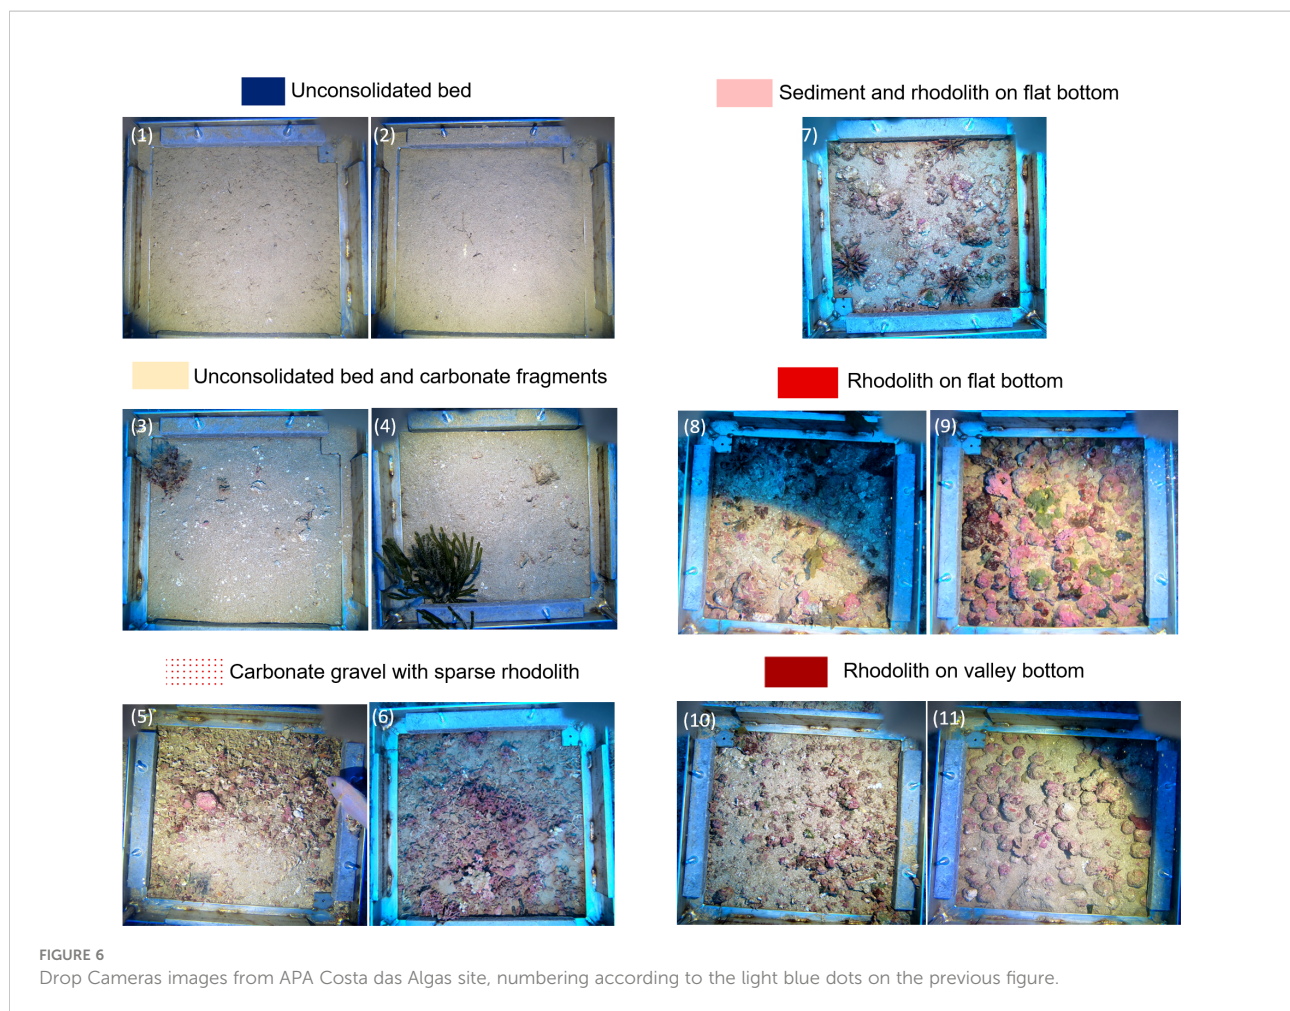 Unconsolidated bed
(1)
(2)
Sediment and rhodolith on flat bottom
7)
Unconsolidated bed and carbonate fragments
(3)
(4)
Rhodolith on flat bottom
(8)
(9)
Carbonate gravel with sparse rhodolith
(5)
(6)
Rhodolith on valley bottom
(10)
(11)
FIGURE 6
Drop Cameras images from APA Costa das Algas site, numbering according to the light blue dots on the previous figure.